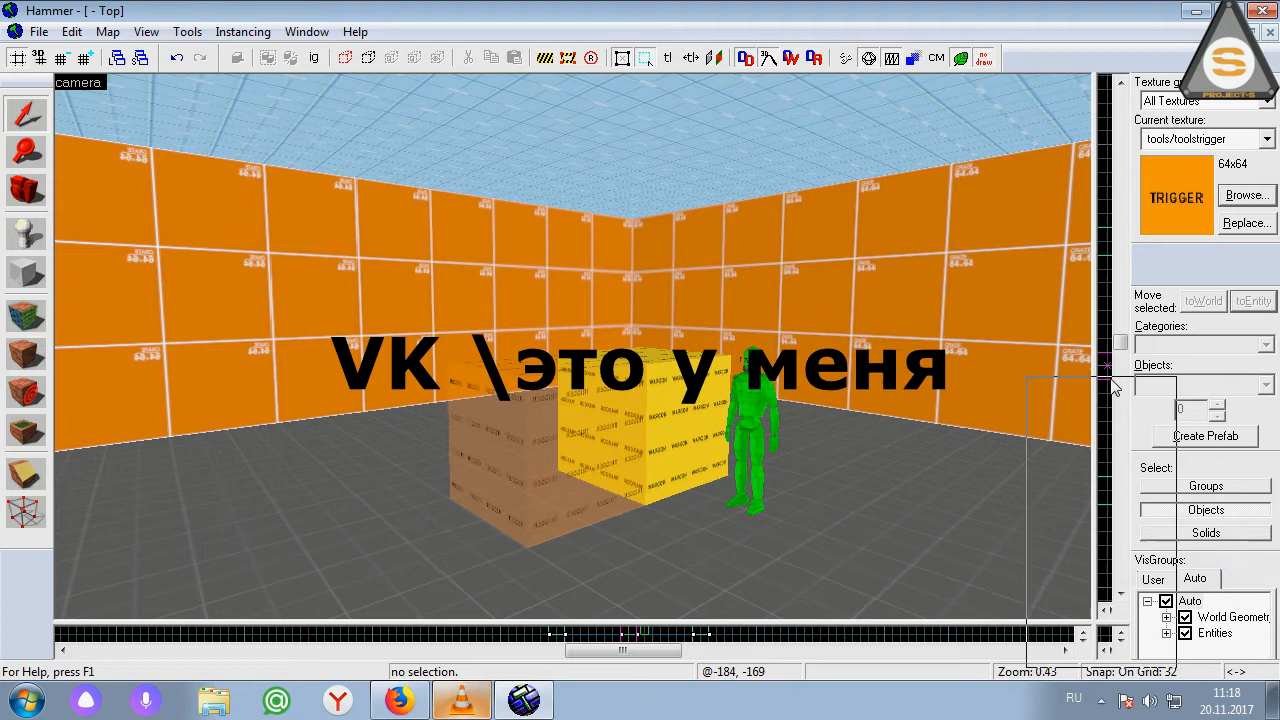 Hammer - [ - Top]
File Edit Map View Tools Instancing Window Help
camera
PROJECT-S
All Textures
Current texture:
tools/toolstrigger
64x64
TRIGGER
Browse...
Replace...
Move selected:
toWorld
toEntity
Categories:
Objects:
VK \это у меня
Create Prefab
Select:
Groups
Objects
Solids
VisGroups:
User Auto
Auto
World Geometr
Entities
For Help, press F1
no selection.
@-184, -169
Zoom: 0.43
Snap: On Grid: 32
<->
RU
11:18
20.11.2017